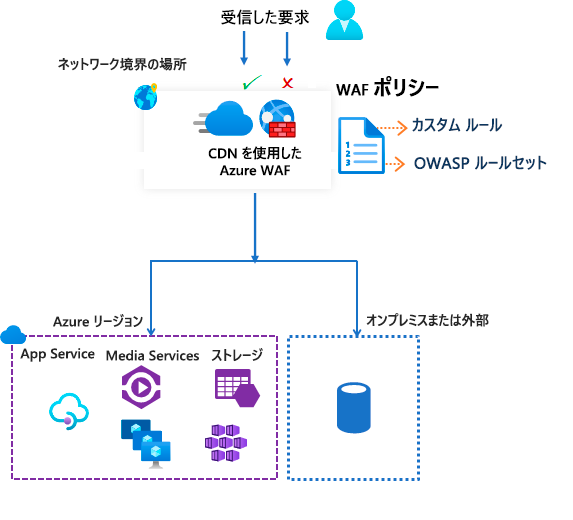 受信した要求
ネットワーク境界の場所
WAF ポリシー
カスタム ルール
1
2
3
OWASP ルールセット
CDN を使用した
Azure WAF
Azure リージョン
オンプレミスまたは外部
App Service
Media Services
ストレージ